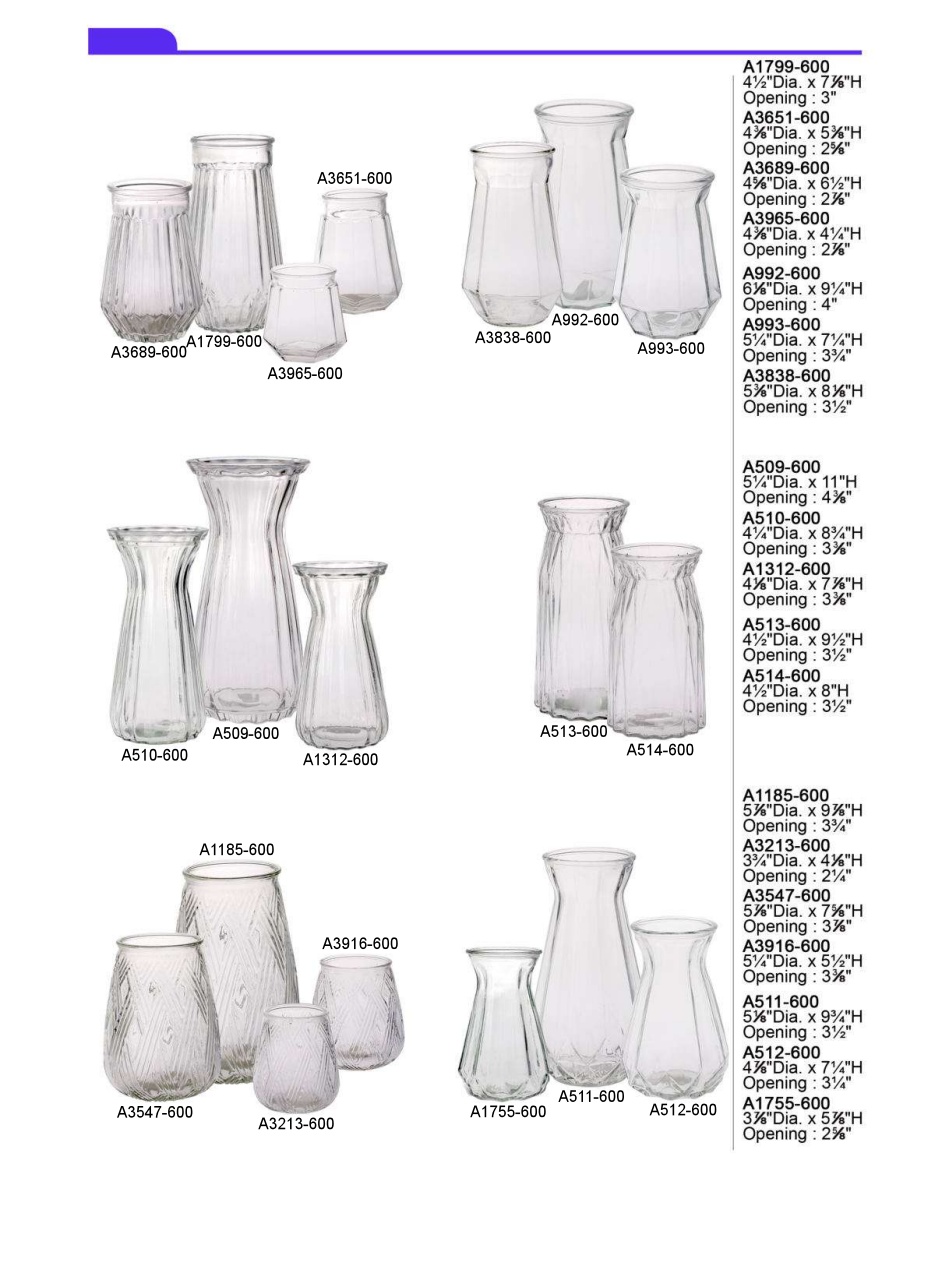 A1799-600
4½"Dia. x 7⅞"H
Opening : 3"
A3651-600
4⅜"Dia. x 5⅜"H
Opening : 2⅝"
A3689-600
4⅝"Dia. x 6½"H
Opening : 2⅞"
A3965-600
4⅜"Dia. x 4¼"H
Opening : 2⅞"
A992-600
6⅛"Dia. x 9¼"H
Opening : 4"
A993-600
5¼"Dia. x 7¼"H
Opening : 3¾"
A3838-600
5⅜"Dia. x 8⅛"H
Opening : 3½"
A3651-600
A3689-600
A1799-600
A3965-600
A3838-600
A992-600
A993-600
A509-600
5¼"Dia. x 11"H
Opening : 4⅜"
A510-600
4¼"Dia. x 8¾"H
Opening : 3⅜"
A1312-600
4⅛"Dia. x 7⅞"H
Opening : 3⅜"
A513-600
4½"Dia. x 9½"H
Opening : 3½"
A514-600
4½"Dia. x 8"H
Opening : 3½"
A510-600
A509-600
A1312-600
A513-600
A514-600
A1185-600
5⅞"Dia. x 9⅞"H
Opening : 3¾"
A3213-600
3¾"Dia. x 4⅛"H
Opening : 2¼"
A3547-600
5⅞"Dia. x 7⅝"H
Opening : 3⅞"
A3916-600
5¼"Dia. x 5½"H
Opening : 3⅜"
A511-600
5⅛"Dia. x 9¾"H
Opening : 3½"
A512-600
4⅞"Dia. x 7¼"H
Opening : 3¼"
A1755-600
3⅞"Dia. x 5⅞"H
Opening : 2⅝"
A1185-600
A3916-600
A3547-600
A3213-600
A1755-600
A511-600
A512-600